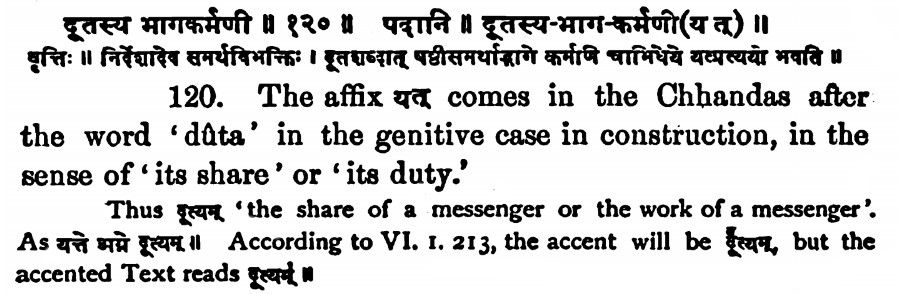 दूतस्य भागकर्मणी ॥ १२० ॥ पदानि ॥ दूतस्य-भाग-कर्मणी(यत्) ॥
वृत्तिः ॥ निर्देशादेव समर्थविभक्तिः । दूतशब्दात् षष्ठीसमर्थाद्भागे कर्मणि चाभिधेये यत्प्रत्ययो भवति ॥
120. The affix यत् comes in the Chhandas after
the word 'dûta' in the genitive case in construction, in the
sense of 'its share' or 'its duty.'
Thus दूत्यम् 'the share of a messenger or the work of a messenger'.
As यत्ते अग्ने दूत्यम् ॥ According to VI. 1. 213, the accent will be but the
accented Text reads